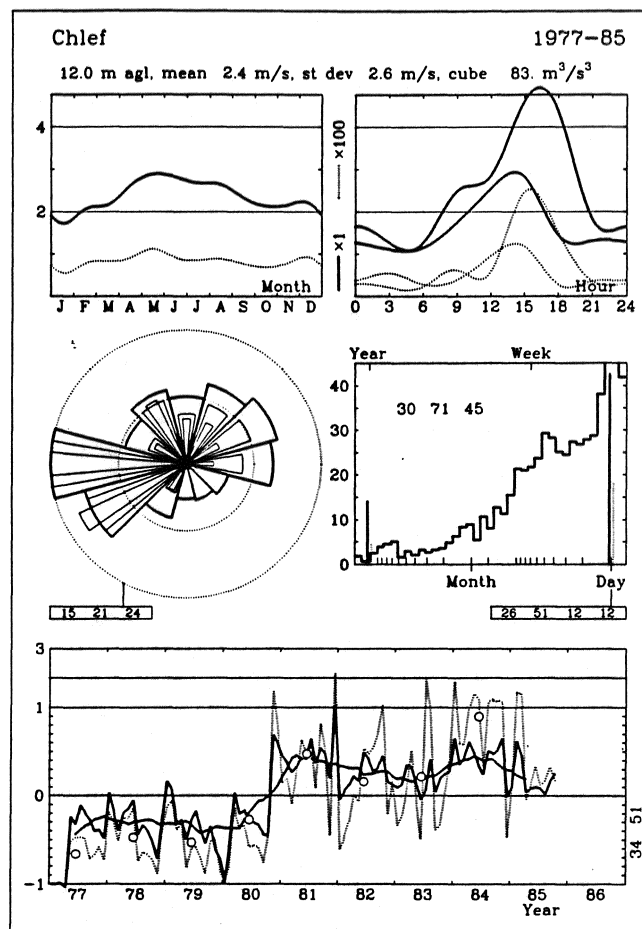 Chlef 1977-85
12.0 m agl, mean 2.4 m/s, st dev 2.6 m/s, cube 83. m³/s³
4
2
×100
×1
Month
Hour
J F M A M J J A S O N D
0 3 6 9 12 15 18 21 24
Year Week
40
30 71 45
30
20
10
0
Month Day
15 21 24
26 51 12 12
3
1
0
-1
34 51
77 78 79 80 81 82 83 84 85 86
Year